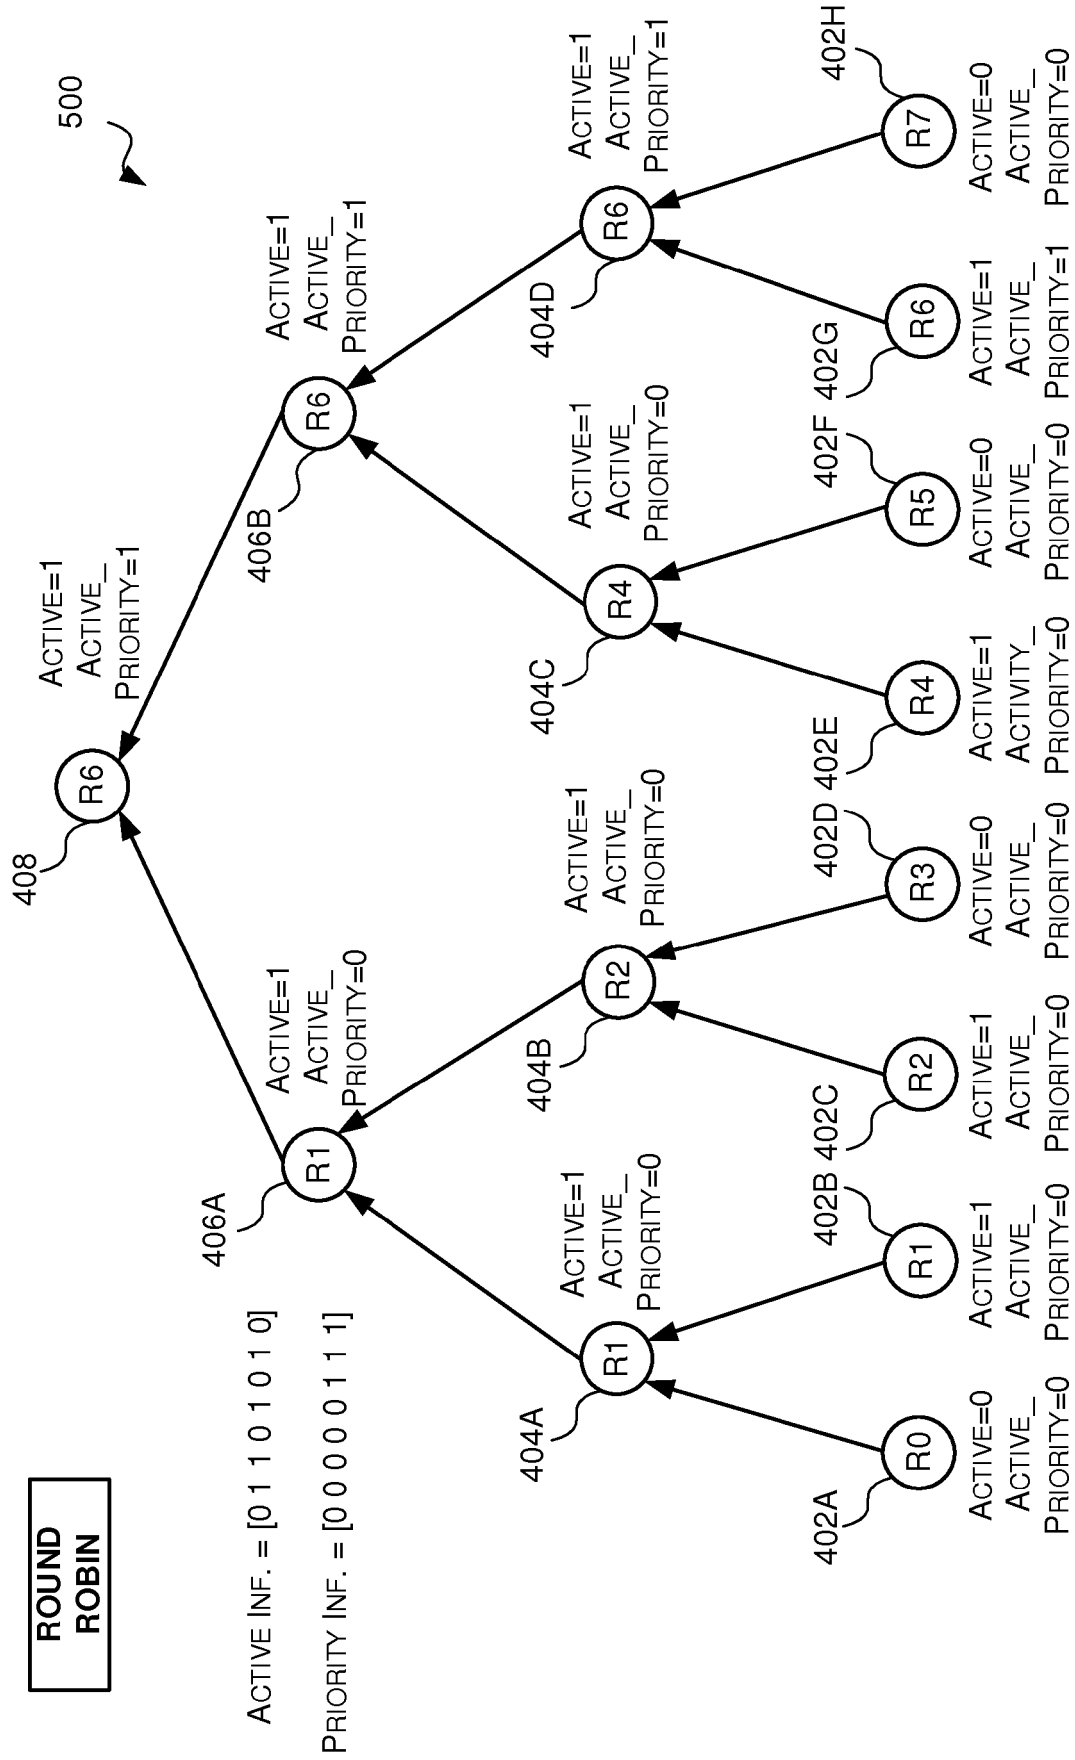 ROUND
ROBIN
500
ACTIVE INF. = [0 1 1 0 1 0 1 0]
PRIORITY INF. = [0 0 0 0 0 1 1 1]
408
R6
ACTIVE=1
ACTIVE_
PRIORITY=1
406A
R1
ACTIVE=1
ACTIVE_
PRIORITY=0
406B
R6
ACTIVE=1
ACTIVE_
PRIORITY=1
404A
R1
ACTIVE=1
ACTIVE_
PRIORITY=0
404B
R2
ACTIVE=1
ACTIVE_
PRIORITY=0
404C
R4
ACTIVE=1
ACTIVE_
PRIORITY=0
404D
R6
ACTIVE=1
ACTIVE_
PRIORITY=1
402A
R0
ACTIVE=0
ACTIVE_
PRIORITY=0
402B
R1
ACTIVE=1
ACTIVE_
PRIORITY=0
402C
R2
ACTIVE=1
ACTIVE_
PRIORITY=0
402D
R3
ACTIVE=0
ACTIVE_
PRIORITY=0
402E
R4
ACTIVE=1
ACTIVITY_
PRIORITY=0
402F
R5
ACTIVE=0
ACTIVE_
PRIORITY=0
402G
R6
ACTIVE=1
ACTIVE_
PRIORITY=1
402H
R7
ACTIVE=0
ACTIVE_
PRIORITY=0